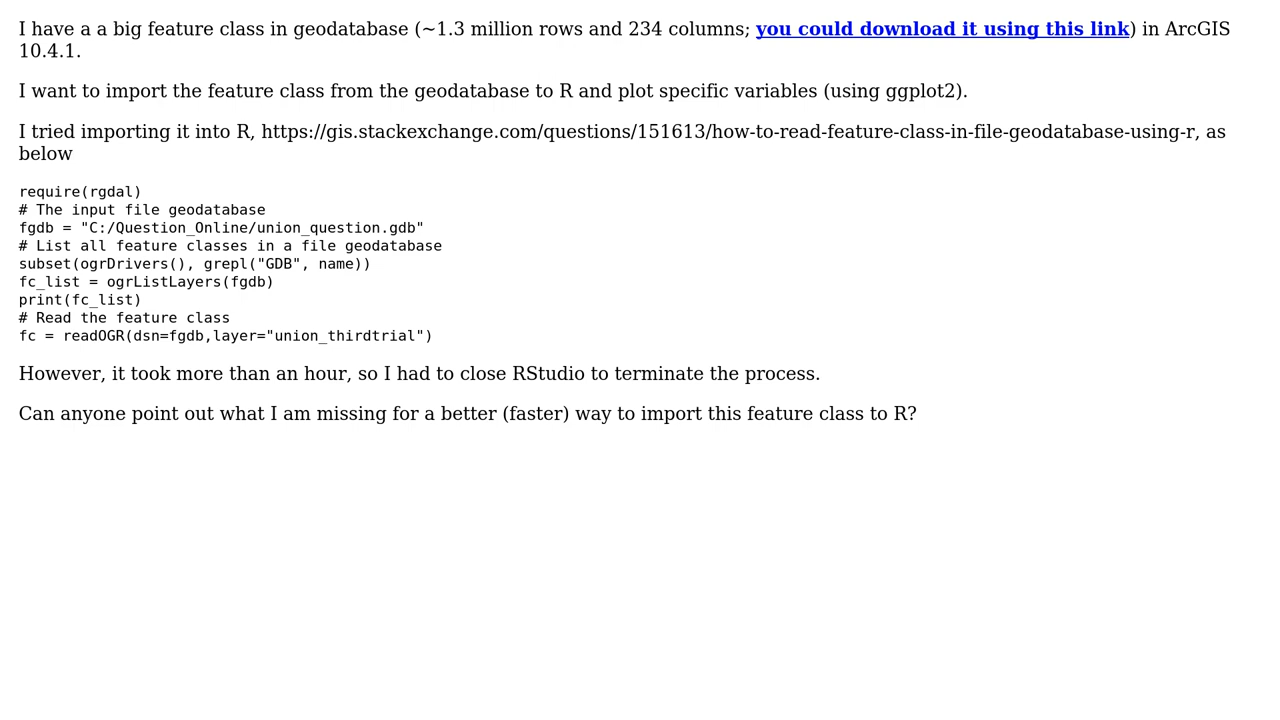 I have a a big feature class in geodatabase (~1.3 million rows and 234 columns; you could download it using this link) in ArcGIS
10.4.1.
I want to import the feature class from the geodatabase to R and plot specific variables (using ggplot2).
I tried importing it into R, https://gis.stackexchange.com/questions/151613/how-to-read-feature-class-in-file-geodatabase-using-r, as
below
require(rgdal)
# The input file geodatabase
fgdb = "C:/Question_Online/union_question.gdb"
# List all feature classes in a file geodatabase
subset(ogrDrivers(), grepl("GDB", name))
fc_list = ogrListLayers(fgdb)
print(fc_list)
# Read the feature class
fc = readOGR(dsn=fgdb,layer="union_thirdtrial")
However, it took more than an hour, so I had to close RStudio to terminate the process.
Can anyone point out what I am missing for a better (faster) way to import this feature class to R?